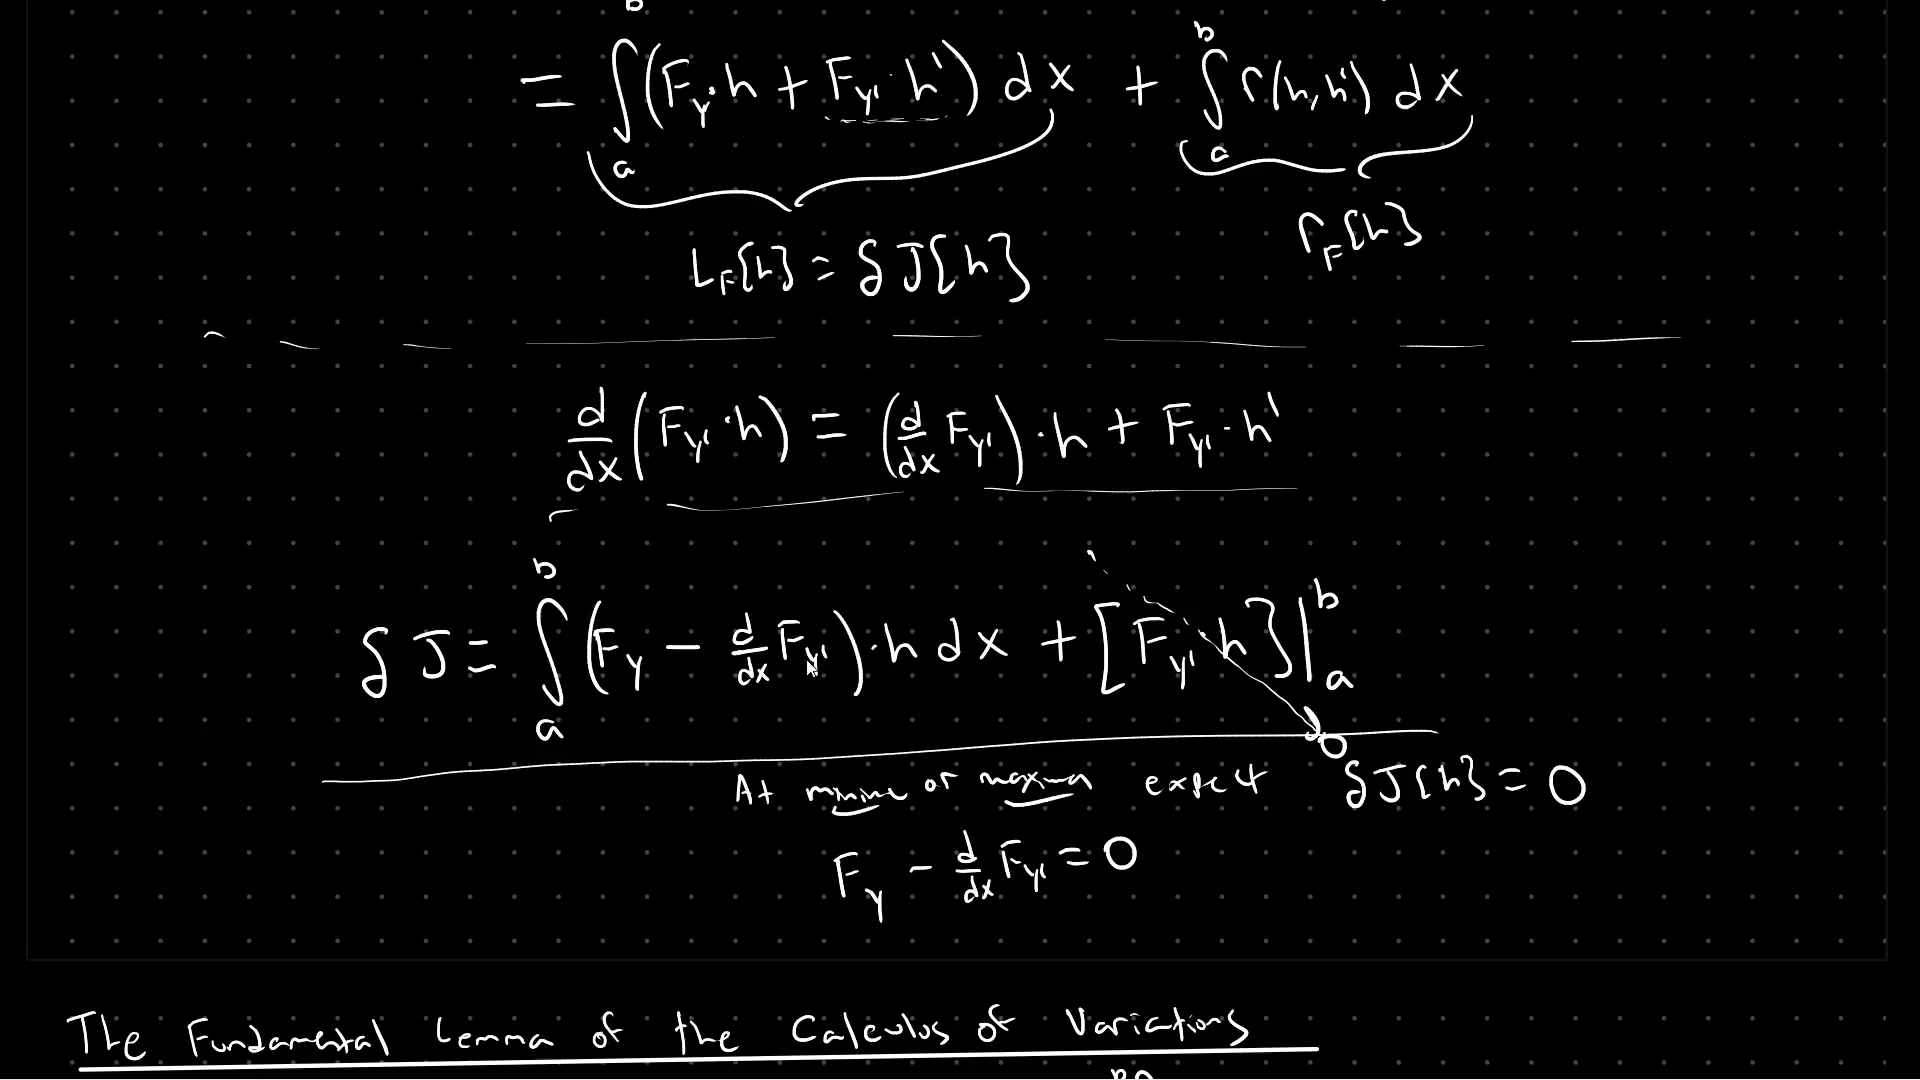 b b
= ∫ (F_y · h + F_y' · h') dx + ∫ r(h, h') dx
a a
L_F[h] = δJ[h] r_F[h]
d/dx (F_y' · h) = (d/dx F_y') · h + F_y' · h'
δJ = ∫_a^b (F_y − d/dx F_y') · h dx + [F_y' · h]|_a^b
0
At minima or maxima expect δJ[h] = 0
F_y − d/dx F_y' = 0
The Fundamental Lemma of the Calculus of Variations